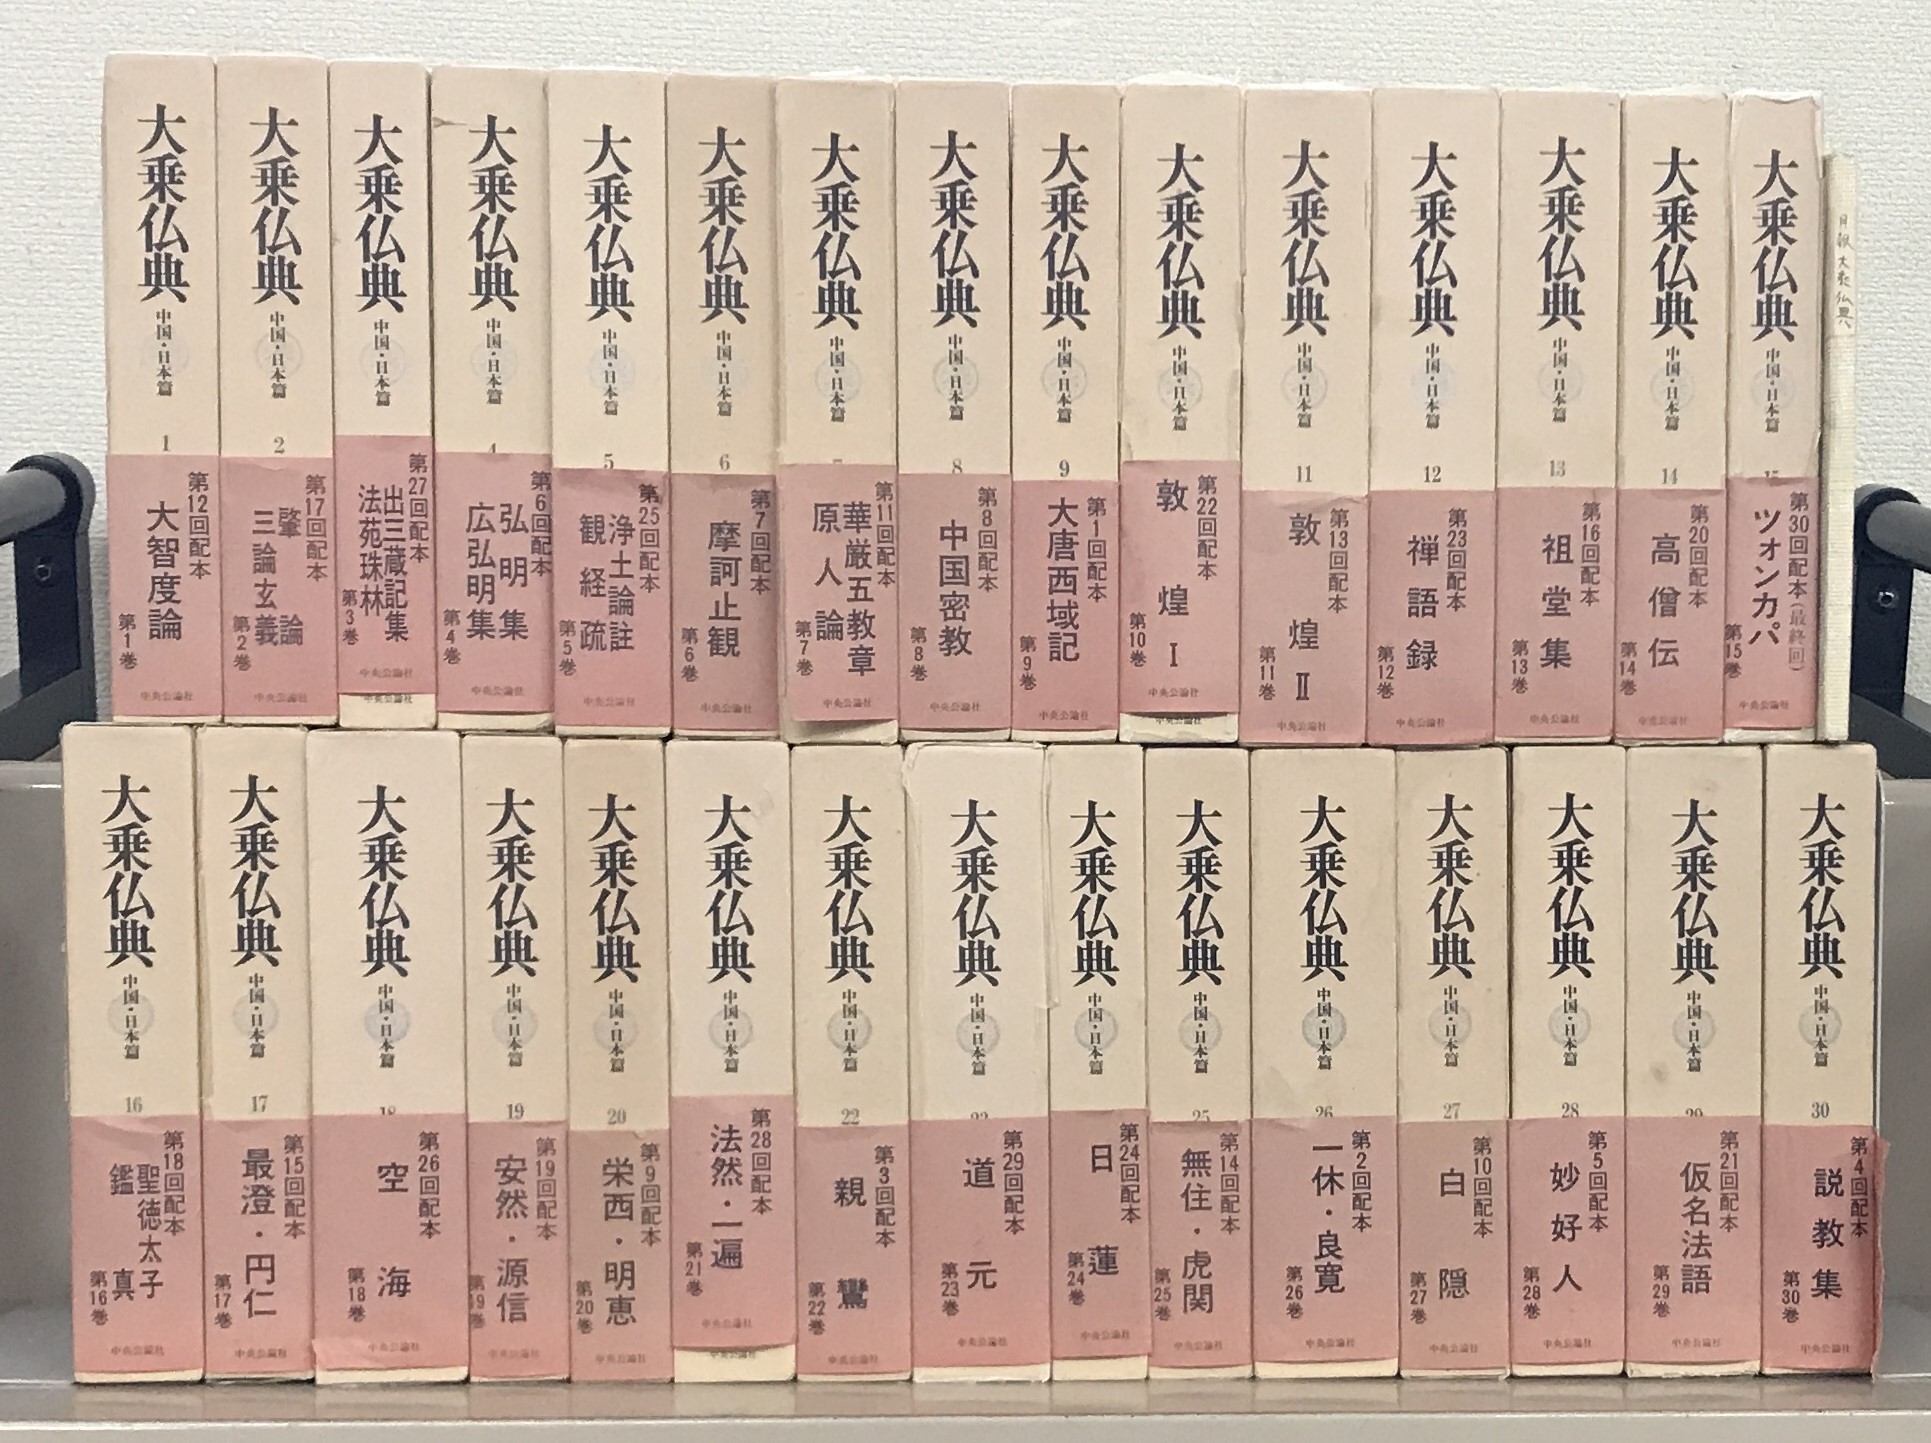 大乗仏典
中国・日本篇
1
第12回配本
大智度論
第1巻
中央公論社
大乗仏典
中国・日本篇
2
第17回配本
肇論
三論玄義
第2巻
中央公論社
大乗仏典
中国・日本篇
第27回配本
出三蔵記集
法苑珠林
第3巻
中央公論社
中央公論社
大乗仏典
中国・日本篇
4
第6回配本
弘明集
広弘明集
第4巻
中央公論社
大乗仏典
中国・日本篇
5
第25回配本
浄土論註
観経疏
第5巻
中央公論社
大乗仏典
中国・日本篇
6
第7回配本
摩訶止観
第6巻
中央公論社
大乗仏典
中国・日本篇
7
第11回配本
華厳五教章
原人論
第7巻
中央公論社
大乗仏典
中国・日本篇
8
第8回配本
中国密教
第8巻
中央公論社
大乗仏典
中国・日本篇
9
第1回配本
大唐西域記
第9巻
中央公論社
大乗仏典
中国・日本篇
第22回配本
敦煌 I
第10巻
中央公論社
中央公論社
大乗仏典
中国・日本篇
11
第13回配本
敦煌 II
第11巻
中央公論社
大乗仏典
中国・日本篇
12
第23回配本
禅語録
第12巻
中央公論社
大乗仏典
中国・日本篇
13
第16回配本
祖堂集
第13巻
中央公論社
大乗仏典
中国・日本篇
14
第20回配本
高僧伝
第14巻
中央公論社
大乗仏典
中国・日本篇
15
第30回配本(最終回)
ツォンカパ
第15巻
中央公論社
月報 大乗仏典
大乗仏典
中国・日本篇
16
第18回配本
聖徳太子
鑑真
第16巻
中央公論社
大乗仏典
中国・日本篇
17
第15回配本
最澄・円仁
第17巻
中央公論社
大乗仏典
中国・日本篇
18
第26回配本
空海
第18巻
中央公論社
大乗仏典
中国・日本篇
19
第19回配本
安然・源信
第19巻
中央公論社
大乗仏典
中国・日本篇
20
第9回配本
栄西・明恵
第20巻
中央公論社
大乗仏典
中国・日本篇
第28回配本
法然・一遍
第21巻
中央公論社
中央公論社
大乗仏典
中国・日本篇
22
第3回配本
親鸞
第22巻
中央公論社
大乗仏典
中国・日本篇
23
第29回配本
道元
第23巻
中央公論社
大乗仏典
中国・日本篇
第24回配本
日蓮
第24巻
中央公論社
大乗仏典
中国・日本篇
25
第14回配本
無住・虎関
第25巻
中央公論社
大乗仏典
中国・日本篇
26
第2回配本
一休・良寛
第26巻
中央公論社
大乗仏典
中国・日本篇
27
第10回配本
白隠
第27巻
中央公論社
大乗仏典
中国・日本篇
28
第5回配本
妙好人
第28巻
中央公論社
大乗仏典
中国・日本篇
29
第21回配本
仮名法語
第29巻
中央公論社
大乗仏典
中国・日本篇
30
第4回配本
説教集
第30巻
中央公論社